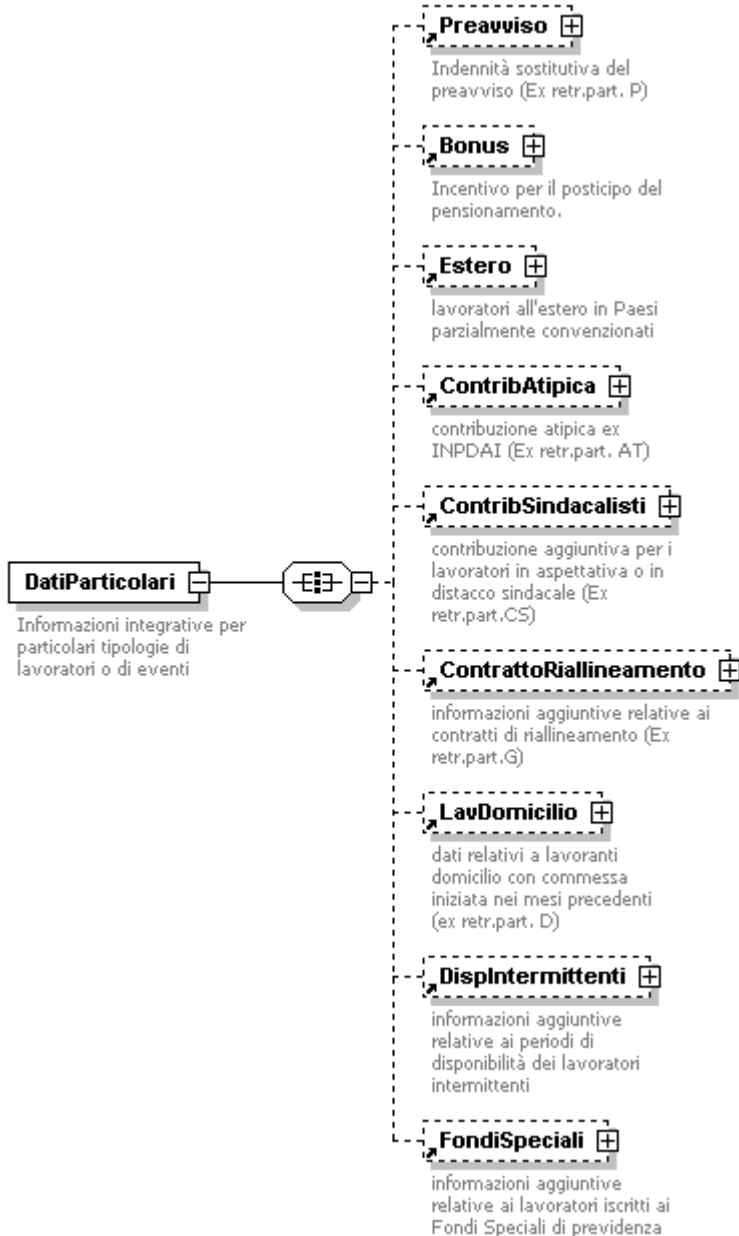 Preavviso
Indennità sostitutiva del
preavviso (Ex retr.part. P)
Bonus
Incentivo per il posticipo del
pensionamento.
Estero
lavoratori all'estero in Paesi
parzialmente convenzionati
ContribAtipica
contribuzione atipica ex
INPDAI (Ex retr.part. AT)
ContribSindacalisti
contribuzione aggiuntiva per i
lavoratori in aspettativa o in
distacco sindacale (Ex
retr.part.CS)
DatiParticolari
Informazioni integrative per
particolari tipologie di
lavoratori o di eventi
ContrattoRiallineamento
informazioni aggiuntive relative ai
contratti di riallineamento (Ex
retr.part.G)
LavDomicilio
dati relativi a lavoranti
domicilio con commessa
iniziata nei mesi precedenti
(ex retr.part. D)
DispIntermittenti
informazioni aggiuntive
relative ai periodi di
disponibilità dei lavoratori
intermittenti
FondiSpeciali
informazioni aggiuntive
relative ai lavoratori iscritti ai
Fondi Speciali di previdenza